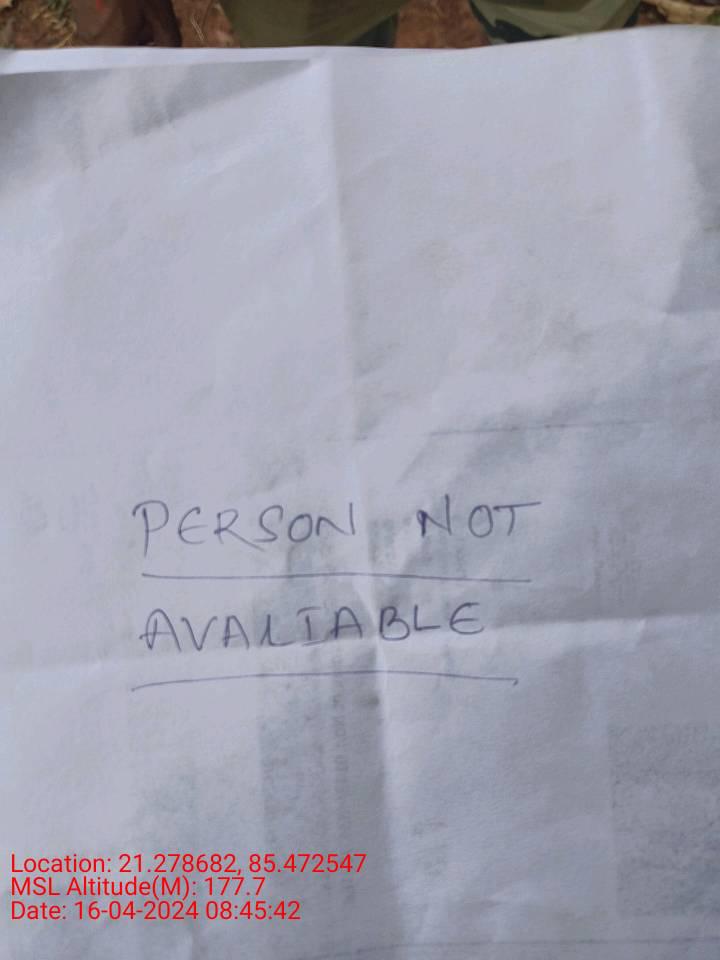 PERSON NOT
AVALIABLE
Location: 21.278682, 85.472547
MSL Altitude(M): 177.7
Date: 16-04-2024 08:45:42